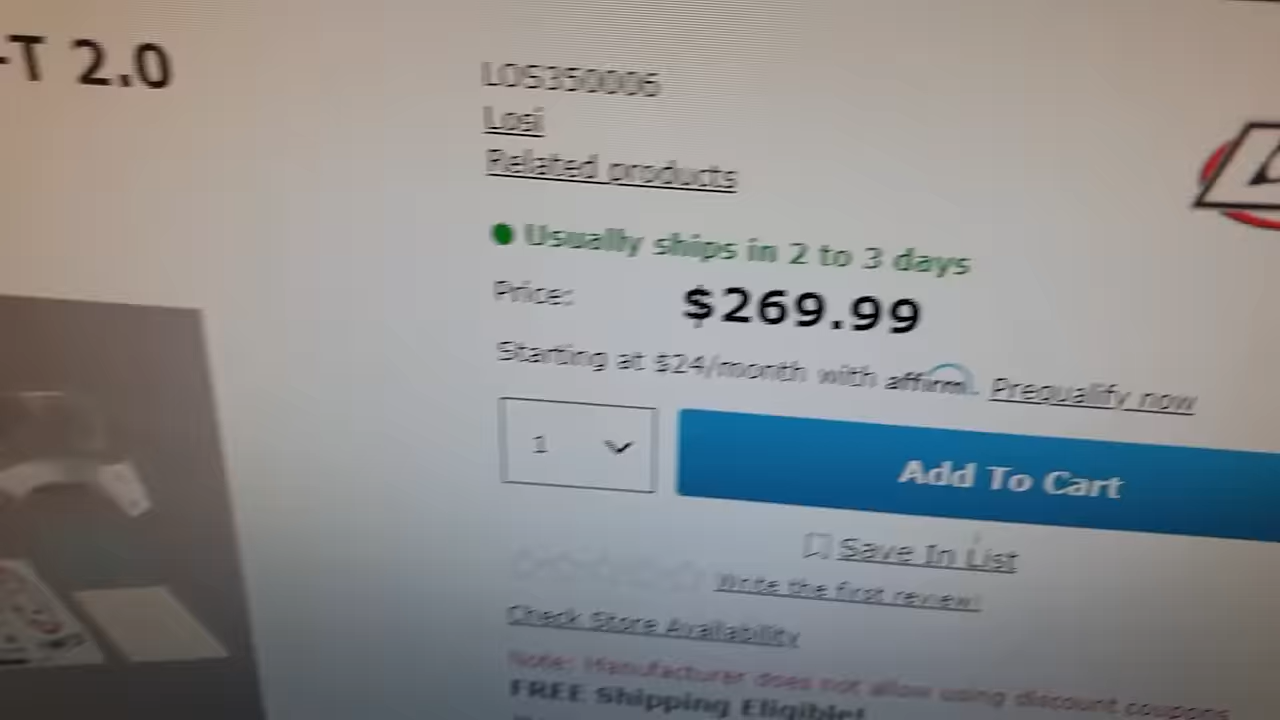 -T 2.0
LOS350006
Losi
Related products
Usually ships in 2 to 3 days
Price: $269.99
Starting at $24/month with affirm. Prequalify now
1
Add To Cart
Save In List
Write the first review!
Check Store Availability
Note: Manufacturer does not allow using discount coupons
FREE Shipping Eligible!